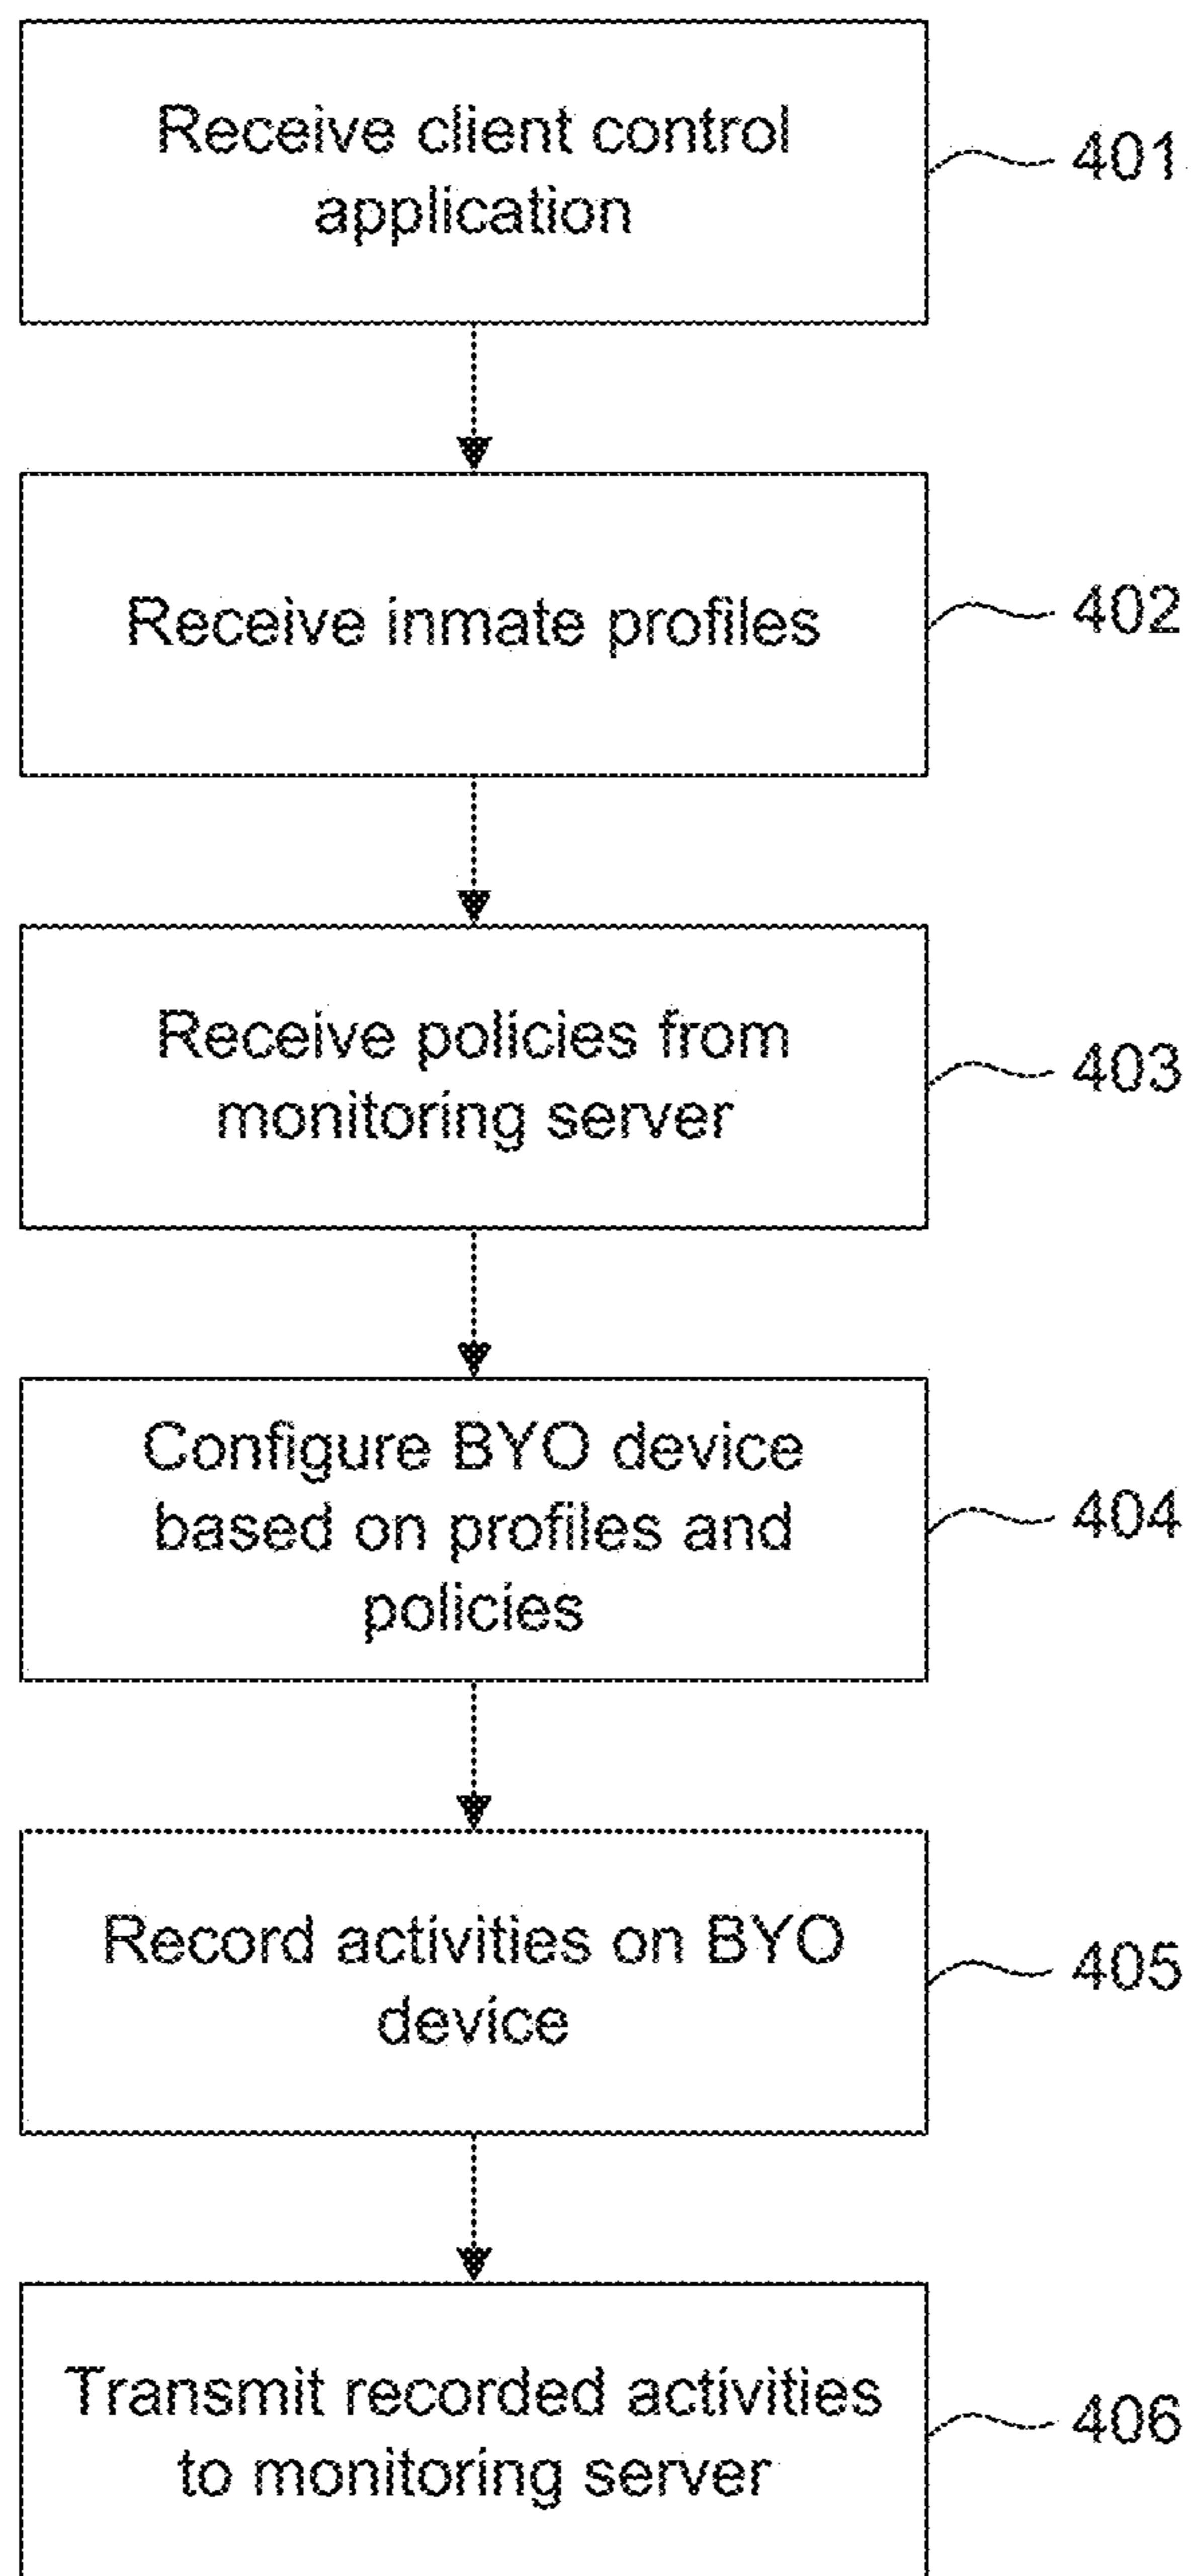 Receive client control
application
401
Receive inmate profiles
402
Receive policies from
monitoring server
403
Configure BYO device
based on profiles and
policies
404
Record activities on BYO
device
405
Transmit recorded activities
to monitoring server
406